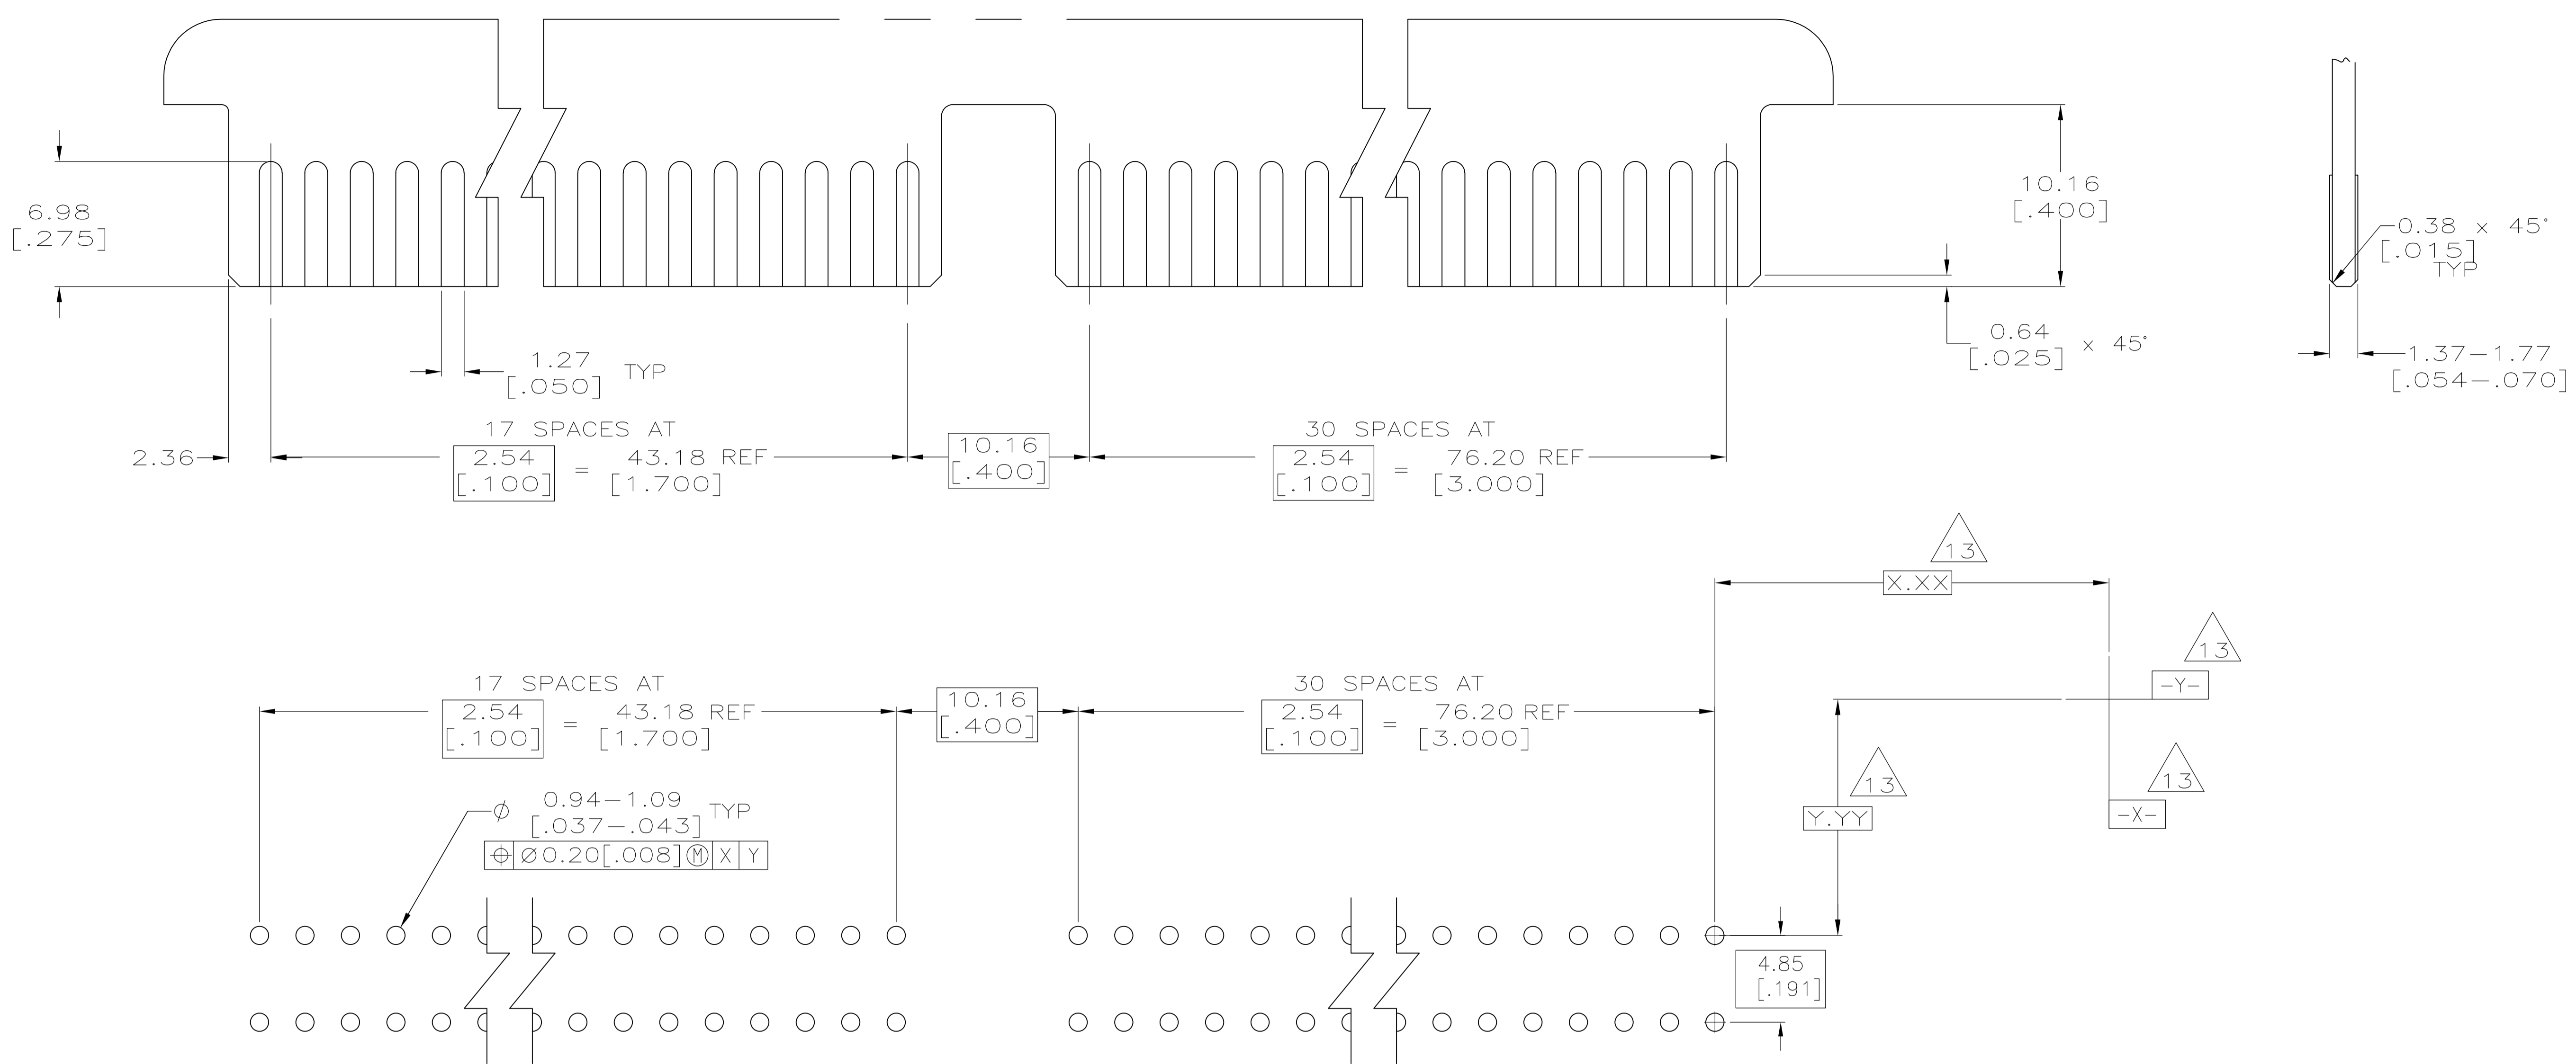 6.98
[.275]
10.16
[.400]
0.38 x 45°
[.015]
TYP
0.64
[.025] x 45°
1.27
[.050] TYP
1.37-1.77
[.054-.070]
17 SPACES AT
2.36
2.54
[.100]
= 43.18 REF
[1.700]
10.16
[.400]
30 SPACES AT
2.54
[.100]
= 76.20 REF
[3.000]
13
X.XX
13
-Y-
17 SPACES AT
2.54
[.100]
= 43.18 REF
[1.700]
10.16
[.400]
30 SPACES AT
2.54
[.100]
= 76.20 REF
[3.000]
13
Y.YY
13
-X-
⌀ 0.94-1.09
[.037-.043] TYP
⌖ ⌀0.20[.008] Ⓜ X Y
4.85
[.191]